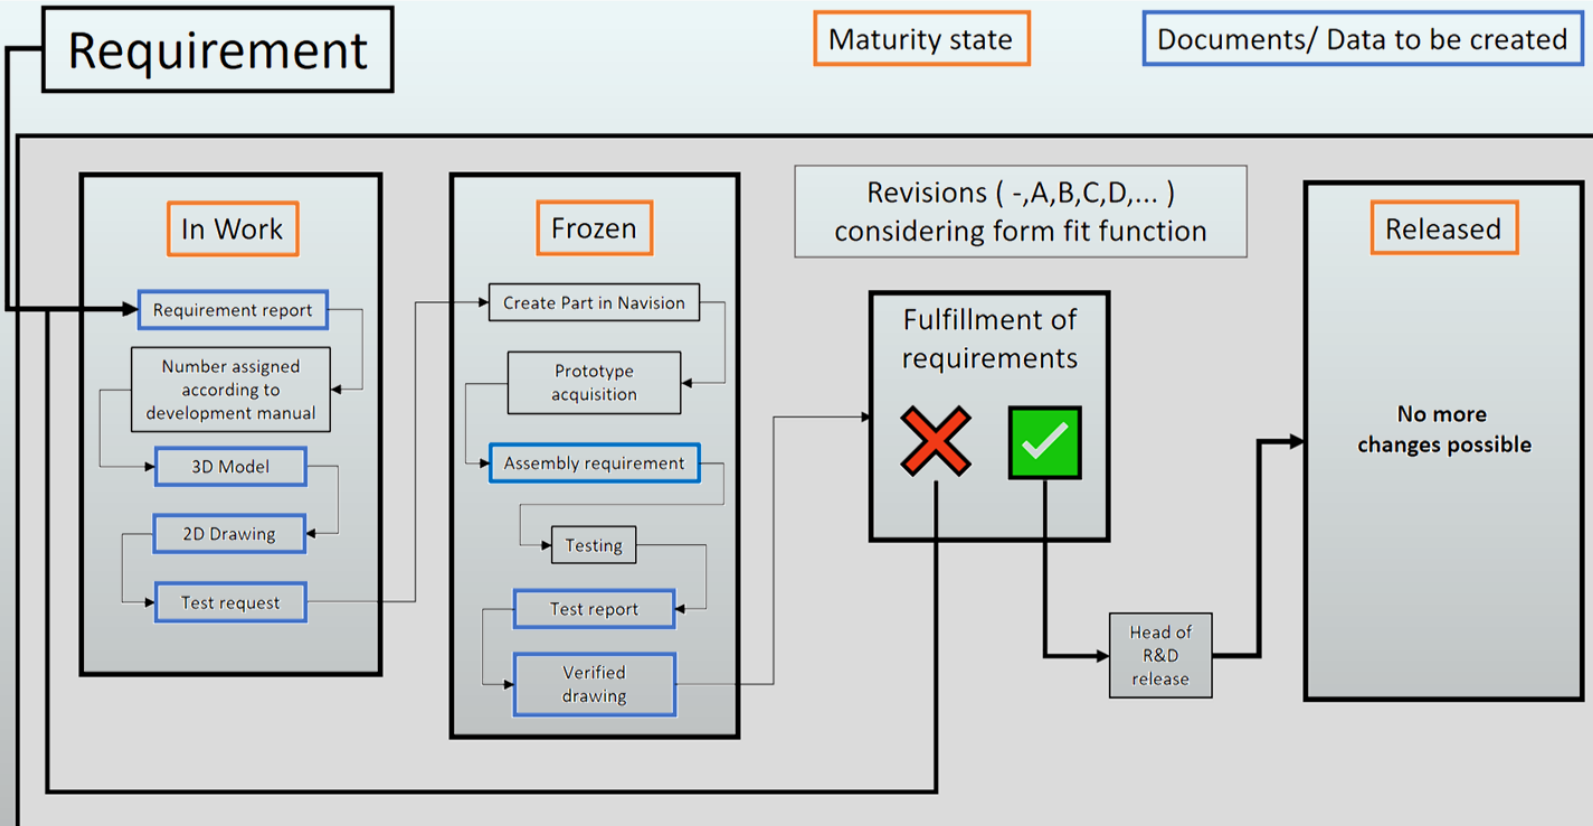 Requirement
Maturity state
Documents/ Data to be created
In Work
Requirement report
Number assigned
according to
development manual
3D Model
2D Drawing
Test request
Frozen
Create Part in Navision
Prototype
acquisition
Assembly requirement
Testing
Test report
Verified
drawing
Revisions ( -,A,B,C,D,... )
considering form fit function
Fulfillment of
requirements
Head of
R&D
release
Released
No more
changes possible